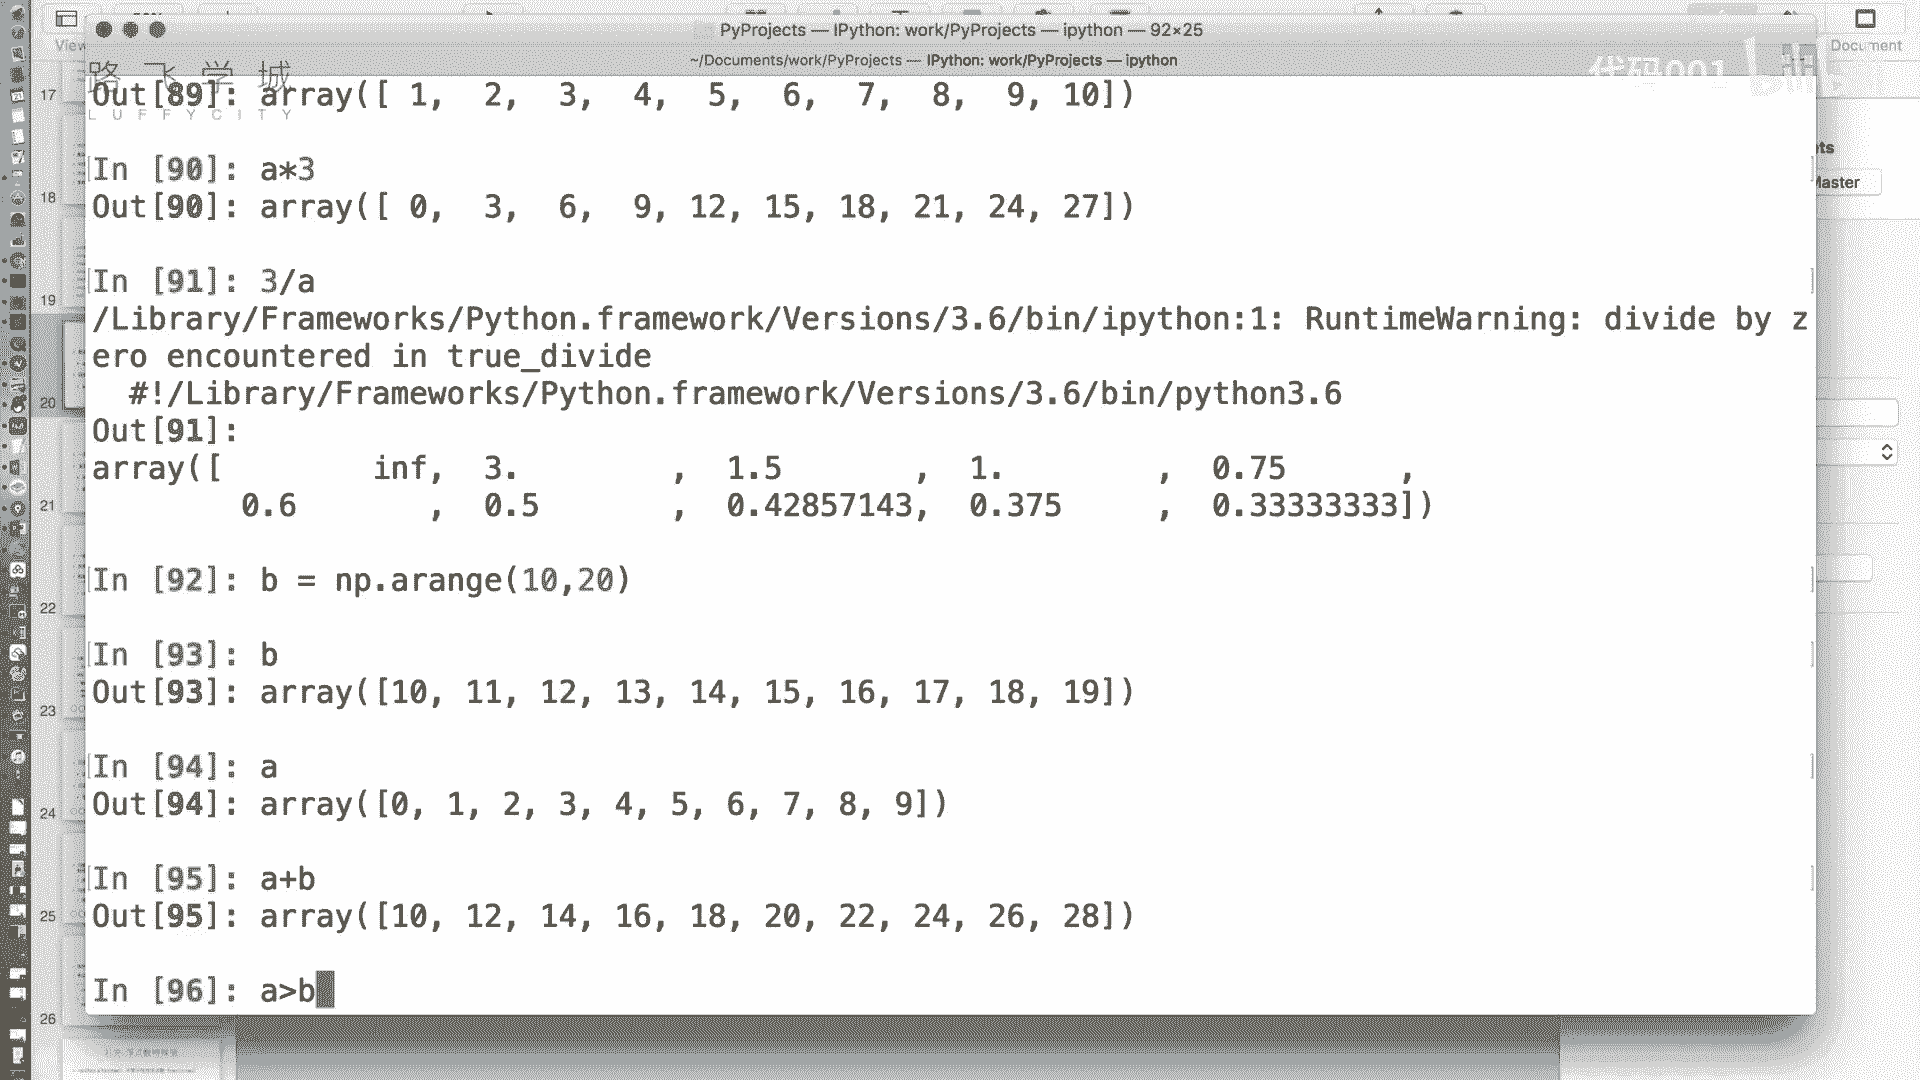 PyProjects — IPython: work/PyProjects — ipython — 92×25
~/Documents/work/PyProjects — IPython: work/PyProjects — ipython
View
Document
路飞学城
LUFFYCITY
代码001
Master
Out[89]: array([ 1,  2,  3,  4,  5,  6,  7,  8,  9, 10])
In [90]: a*3
Out[90]: array([ 0,  3,  6,  9, 12, 15, 18, 21, 24, 27])
In [91]: 3/a
/Library/Frameworks/Python.framework/Versions/3.6/bin/ipython:1: RuntimeWarning: divide by z
ero encountered in true_divide
  #!/Library/Frameworks/Python.framework/Versions/3.6/bin/python3.6
Out[91]:
array([        inf,  3.        ,  1.5       ,  1.        ,  0.75      ,
        0.6       ,  0.5       ,  0.42857143,  0.375     ,  0.33333333])
In [92]: b = np.arange(10,20)
In [93]: b
Out[93]: array([10, 11, 12, 13, 14, 15, 16, 17, 18, 19])
In [94]: a
Out[94]: array([0, 1, 2, 3, 4, 5, 6, 7, 8, 9])
In [95]: a+b
Out[95]: array([10, 12, 14, 16, 18, 20, 22, 24, 26, 28])
In [96]: a>b
17
18
19
20
21
22
23
24
25
26